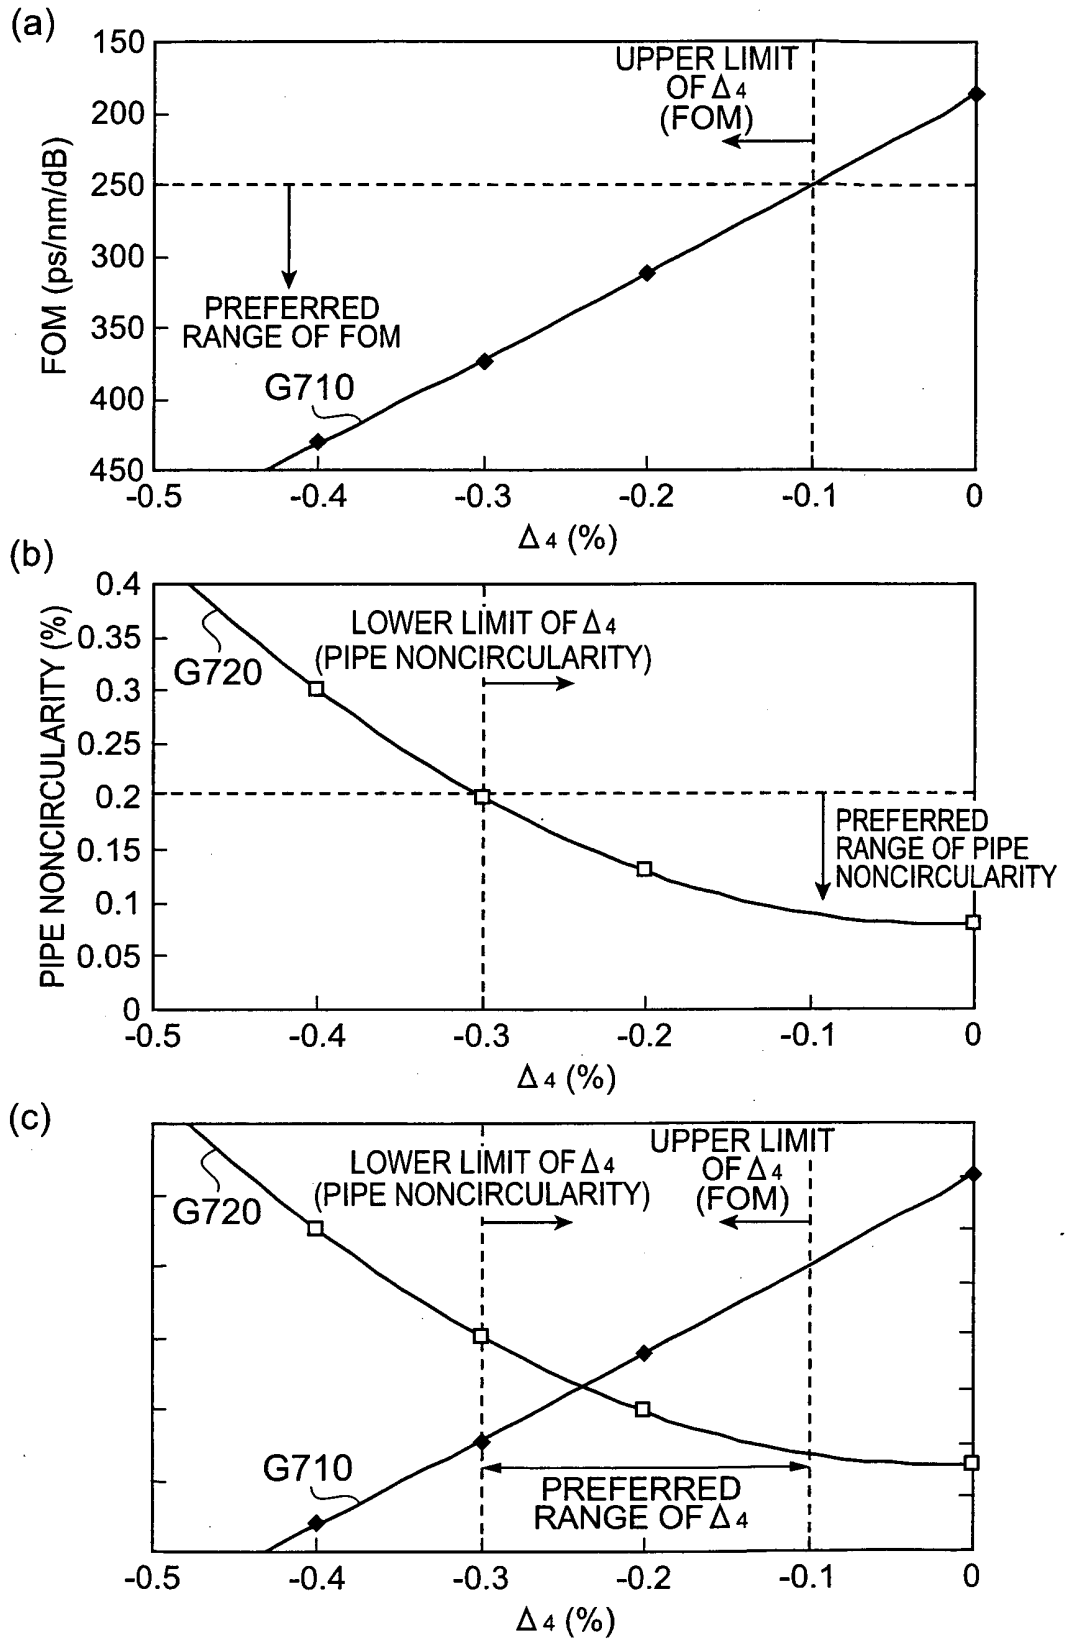 (a)
FOM (ps/nm/dB)
150
200
250
300
350
400
450
UPPER LIMIT
OF Δ4
(FOM)
PREFERRED
RANGE OF FOM
G710
-0.5
-0.4
-0.3
-0.2
-0.1
0
Δ4 (%)
(b)
PIPE NONCIRCULARITY (%)
0.4
0.35
0.3
0.25
0.2
0.15
0.1
0.05
0
LOWER LIMIT OF Δ4
(PIPE NONCIRCULARITY)
G720
PREFERRED
RANGE OF PIPE
NONCIRCULARITY
-0.5
-0.4
-0.3
-0.2
-0.1
0
Δ4 (%)
(c)
G720
LOWER LIMIT OF Δ4
(PIPE NONCIRCULARITY)
UPPER LIMIT
OF Δ4
(FOM)
G710
PREFERRED
RANGE OF Δ4
-0.5
-0.4
-0.3
-0.2
-0.1
0
Δ4 (%)